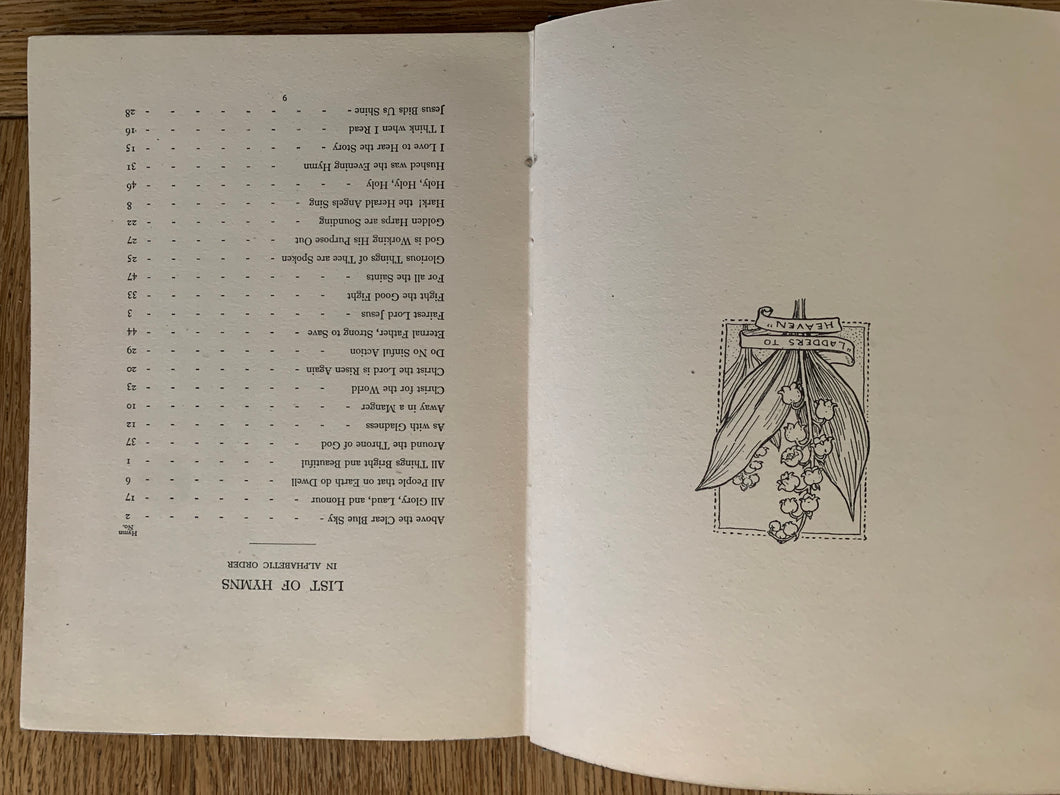 "LADDERS TO
HEAVEN"
LIST OF HYMNS
IN ALPHABETIC ORDER
Hymn
No.
Above the Clear Blue Sky - - - - - - - - 2
All Glory, Laud, and Honour - - - - - - - 17
All People that on Earth do Dwell - - - - - - 9
All Things Bright and Beautiful - - - - - - 1
Around the Throne of God - - - - - - - 37
As with Gladness - - - - - - - - - 12
Away in a Manger - - - - - - - - - 10
Christ for the World - - - - - - - - 23
Christ the Lord is Risen Again - - - - - - - 20
Do No Sinful Action - - - - - - - - 29
Eternal Father, Strong to Save - - - - - - - 44
Fairest Lord Jesus - - - - - - - - 3
Fight the Good Fight - - - - - - - - 33
For all the Saints - - - - - - - - - 47
Glorious Things of Thee are Spoken - - - - - - 25
God is Working His Purpose Out - - - - - - 27
Golden Harps are Sounding - - - - - - - 22
Hark! the Herald Angels Sing - - - - - - - 8
Holy, Holy, Holy - - - - - - - - - 46
Hushed was the Evening Hymn - - - - - - 31
I Love to Hear the Story - - - - - - - - 15
I Think when I Read - - - - - - - - 16
Jesus Bids Us Shine - - - - - - - - - 28
9